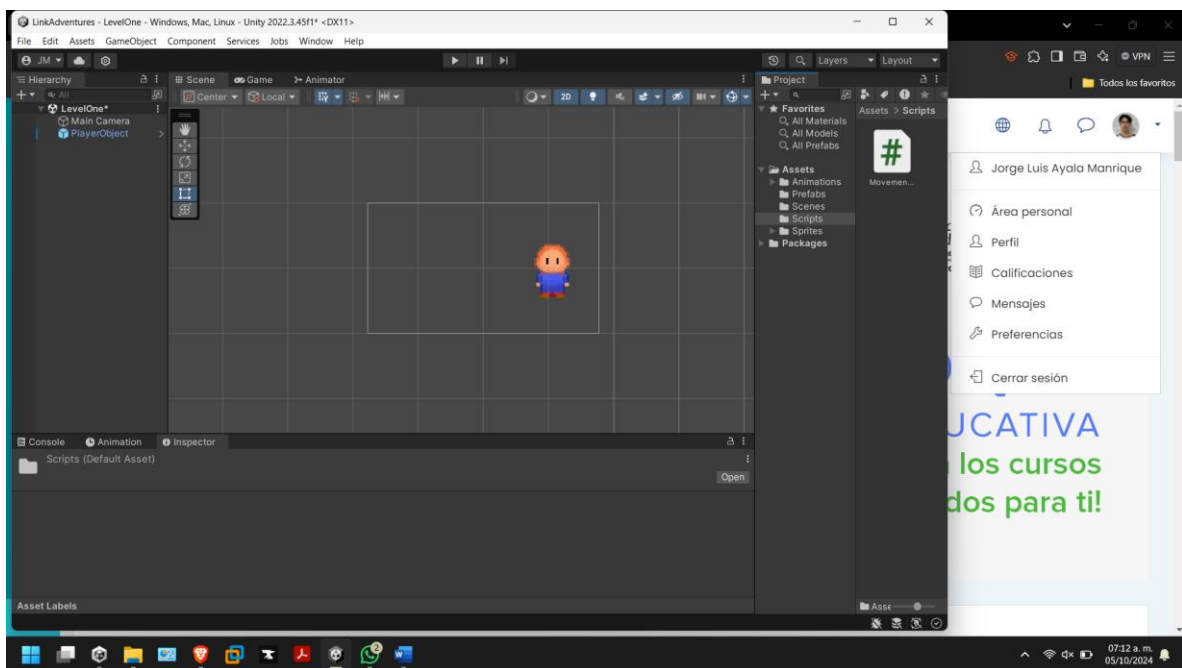 LinkAdventures - LevelOne - Windows, Mac, Linux - Unity 2022.3.45f1* <DX11>
File Edit Assets GameObject Component Services Jobs Window Help
JM Layers Layout
Hierarchy
All
LevelOne*
Main Camera
PlayerObject
Scene Game Animator
Center Local 2D
Project
Favorites
All Materials
All Models
All Prefabs
Assets
Animations
Prefabs
Scenes
Scripts
Sprites
Packages
Assets > Scripts
#
Movemen...
Console Animation Inspector
Scripts (Default Asset)
Open
Asset Labels
Asse
VPN
Todos los favoritos
Jorge Luis Ayala Manrique
Área personal
Perfil
Calificaciones
Mensajes
Preferencias
Cerrar sesión
UCATIVA
los cursos
dos para ti!
2
07:12 a. m.
05/10/2024